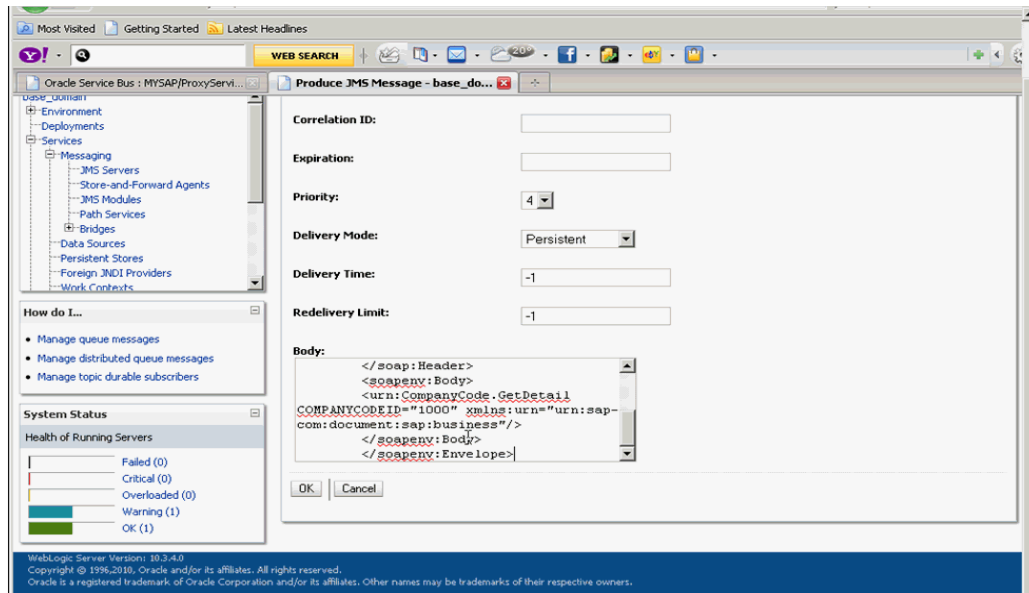 Most Visited Getting Started Latest Headlines
Y! WEB SEARCH 20°
Oracle Service Bus : MYSAP/ProxyServi... Produce JMS Message - base_do...
base_domain
Environment
Deployments
Services
Messaging
JMS Servers
Store-and-Forward Agents
JMS Modules
Path Services
Bridges
Data Sources
Persistent Stores
Foreign JNDI Providers
Work Contexts
How do I...
Manage queue messages
Manage distributed queue messages
Manage topic durable subscribers
System Status
Health of Running Servers
Failed (0)
Critical (0)
Overloaded (0)
Warning (1)
OK (1)
Correlation ID:
Expiration:
Priority: 4
Delivery Mode: Persistent
Delivery Time: -1
Redelivery Limit: -1
Body:
</soap:Header>
<soapenv:Body>
<urn:CompanyCode.GetDetail
COMPANYCODEID="1000" xmlns:urn="urn:sap-
com:document:sap:business"/>
</soapenv:Body>
</soapenv:Envelope>
OK Cancel
WebLogic Server Version: 10.3.4.0
Copyright © 1996,2010, Oracle and/or its affiliates. All rights reserved.
Oracle is a registered trademark of Oracle Corporation and/or its affiliates. Other names may be trademarks of their respective owners.